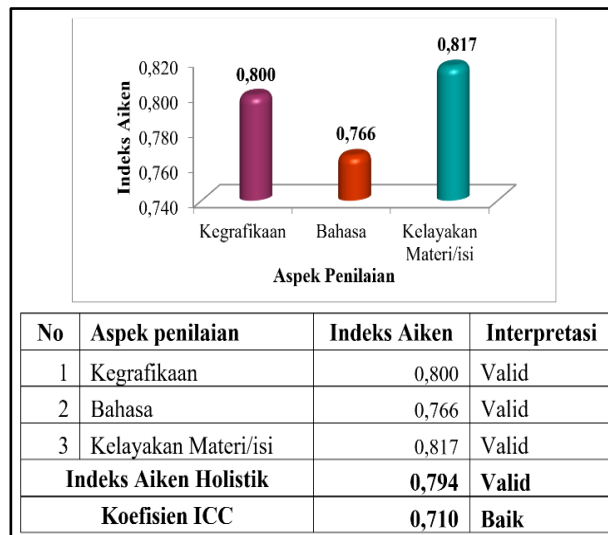 0,817
0,800
0,766
0,820
0,800
0,780
0,760
0,740
Indeks Aiken
Kegrafikaan Bahasa Kelayakan
Materi/isi
Aspek Penilaian
No Aspek penilaian Indeks Aiken Interpretasi
1 Kegrafikaan 0,800 Valid
2 Bahasa 0,766 Valid
3 Kelayakan Materi/isi 0,817 Valid
Indeks Aiken Holistik 0,794 Valid
Koefisien ICC 0,710 Baik